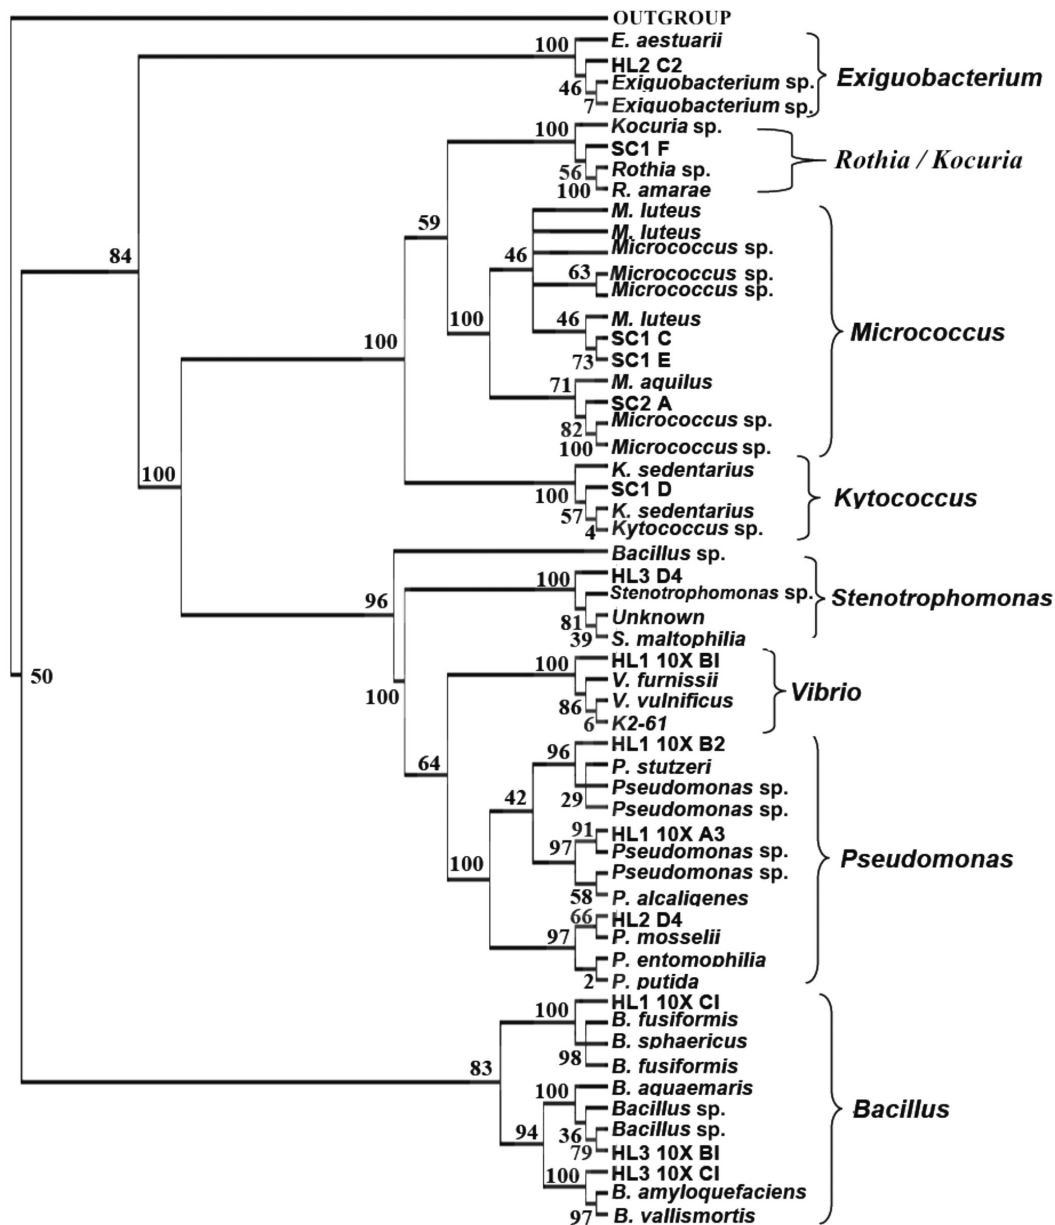 OUTGROUP
100 E. aestuarii
HL2 C2
46 Exiguobacterium sp.
7 Exiguobacterium sp.
Exiguobacterium
100 Kocuria sp.
SC1 F
56 Rothia sp.
100 R. amarae
Rothia / Kocuria
M. luteus
59
M. luteus
84 46 Micrococcus sp.
63 Micrococcus sp.
Micrococcus sp.
100 46 M. luteus
SC1 C
Micrococcus
100
73 SC1 E
71 M. aquilus
SC2 A
82 Micrococcus sp.
100 Micrococcus sp.
K. sedentarius
100
100 SC1 D
Kytococcus
57 K. sedentarius
4 Kytococcus sp.
Bacillus sp.
100 HL3 D4
Stenotrophomonas sp.
Stenotrophomonas
96
81 Unknown
39 S. maltophilia
100 HL1 10X BI
V. furnissii
50
Vibrio
100 86 V. vulnificus
6 K2-61
96 HL1 10X B2
64 P. stutzeri
Pseudomonas sp.
42 29 Pseudomonas sp.
91 HL1 10X A3
97 Pseudomonas sp.
Pseudomonas
100 Pseudomonas sp.
58 P. alcaligenes
66 HL2 D4
97 P. mosselii
P. entomophilia
2 P. putida
100 HL1 10X CI
B. fusiformis
B. sphaericus
83 98 B. fusiformis
100 B. aquaemaris
Bacillus sp.
Bacillus
94 36 Bacillus sp.
79 HL3 10X BI
100 HL3 10X CI
B. amyloquefaciens
97 B. vallismortis